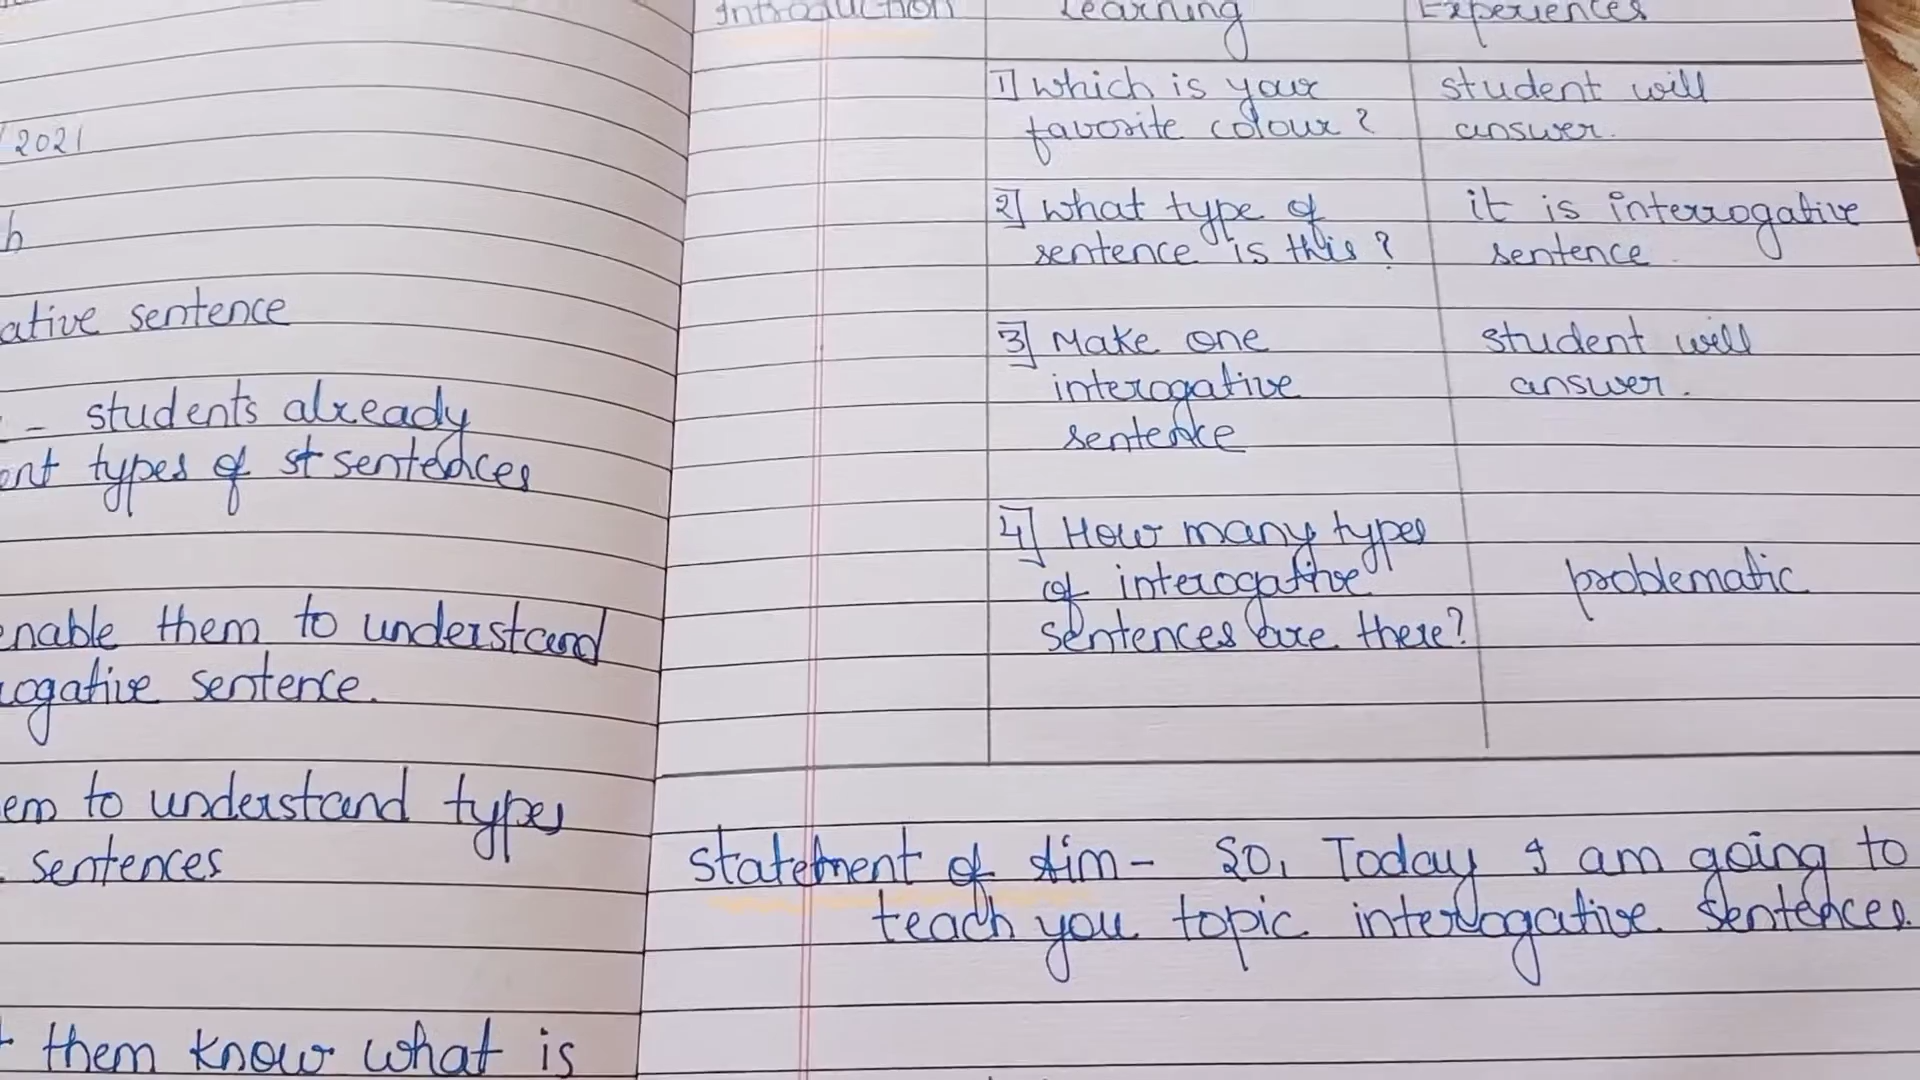 2021
h
ative sentence
- students already
ent types of st sentences
enable them to understand
ogative sentence.
em to understand types
sentences
them know what is
Introduction Learning Experiences
1] Which is your student will
favorite colour? answer.
2] What type of it is interrogative
sentence is this? sentence.
3] Make one student will
interogative answer.
sentence
4] How many types
of interogative problematic
sentences are there?
Statement of Aim - So, Today I am going to
teach you topic interrogative sentences.